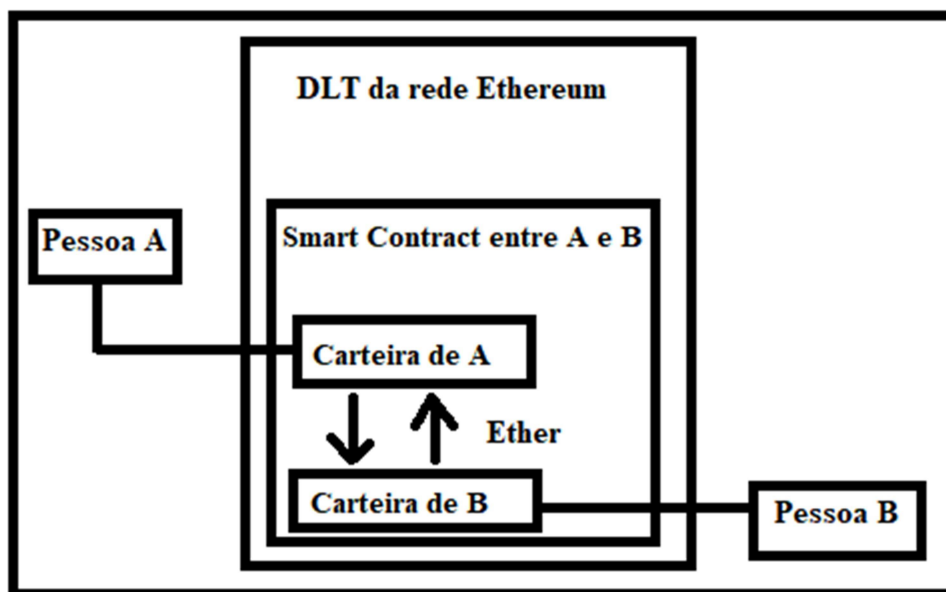 DLT da rede Ethereum
Pessoa A
Smart Contract entre A e B
Carteira de A
Ether
Carteira de B
Pessoa B